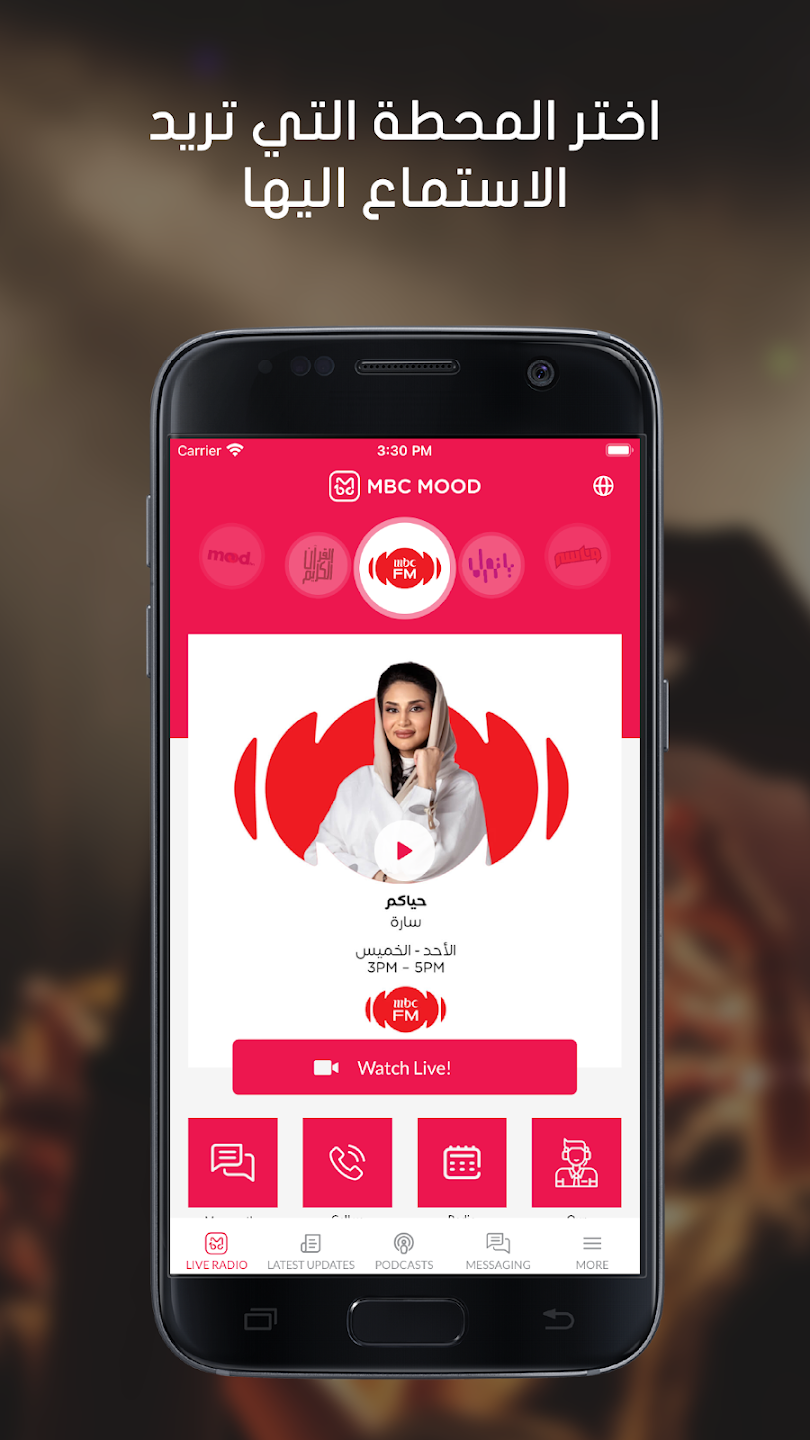 اختر المحطة التي تريد
الاستماع اليها
Carrier
3:30 PM
MBC MOOD
mood
القرآن الكريم
mbc
FM
بانوراما
حياكم
سارة
الأحد - الخميس
3PM – 5PM
mbc
FM
Watch Live!
LIVE RADIO
LATEST UPDATES
PODCASTS
MESSAGING
MORE